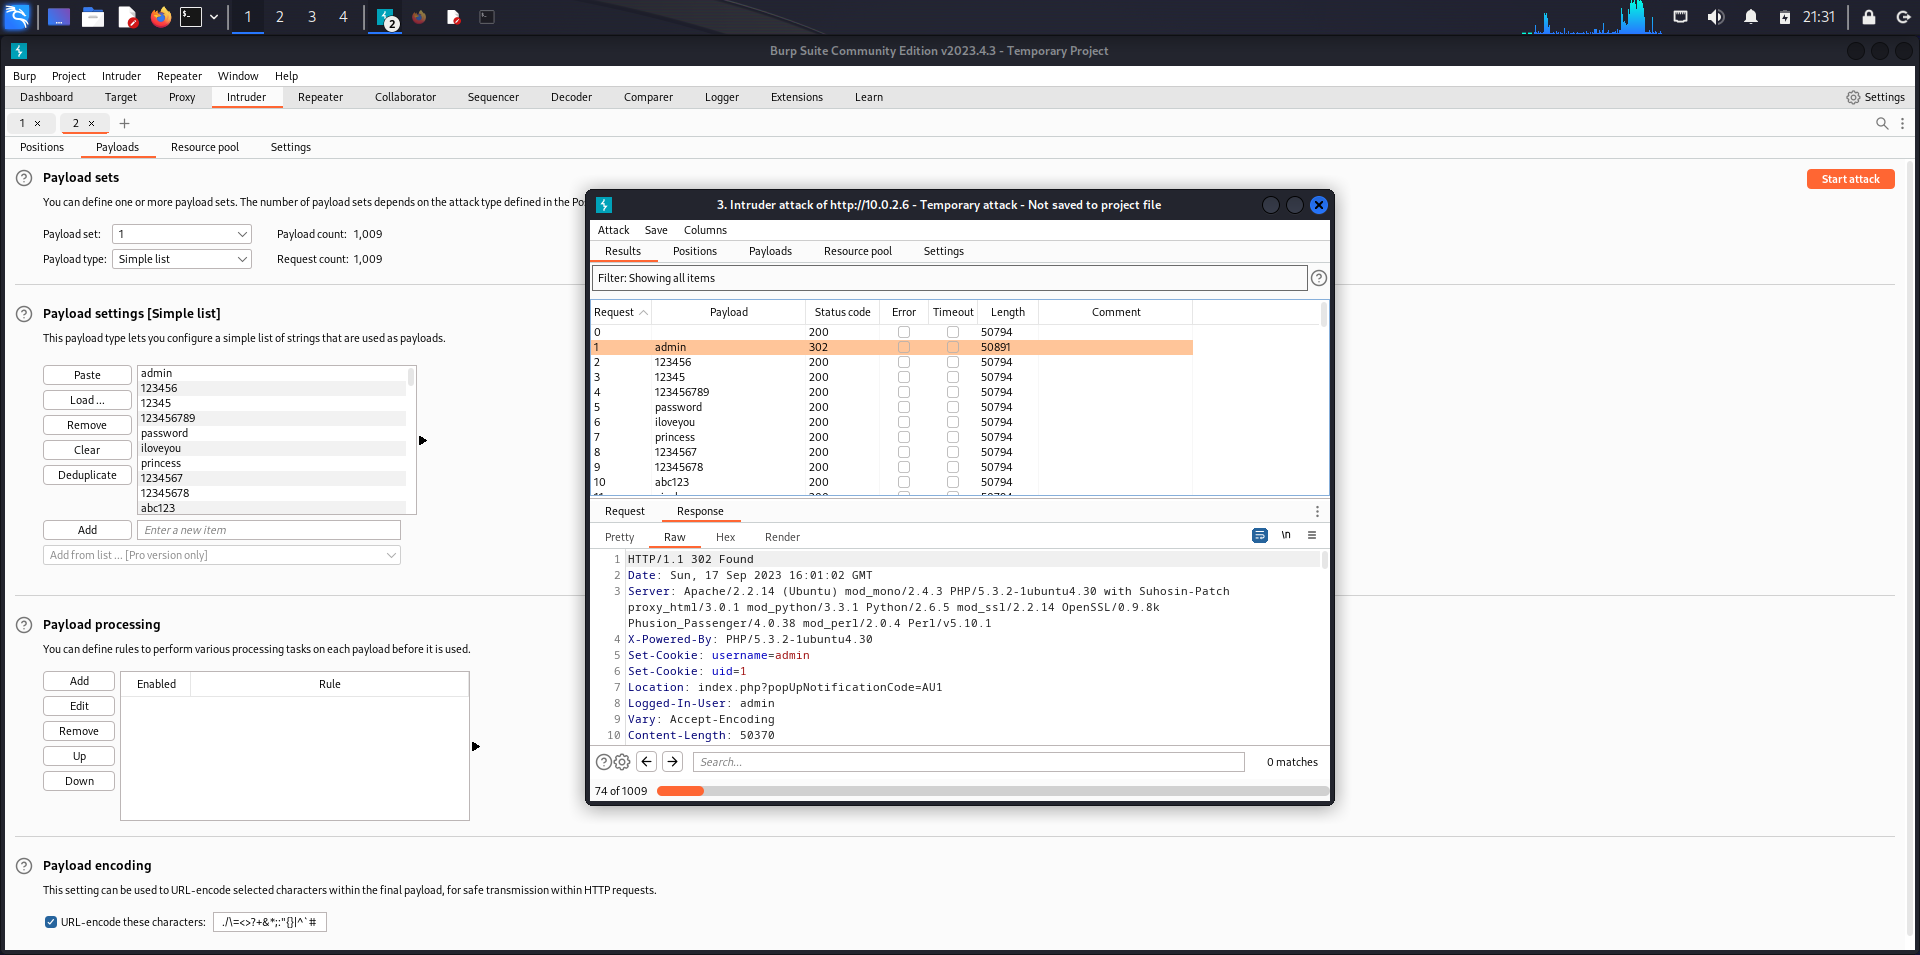 1 2 3 4 2 21:31
Burp Suite Community Edition v2023.4.3 - Temporary Project
Burp Project Intruder Repeater Window Help
Dashboard Target Proxy Intruder Repeater Collaborator Sequencer Decoder Comparer Logger Extensions Learn Settings
1 × 2 × +
Positions Payloads Resource pool Settings
Payload sets
Start attack
You can define one or more payload sets. The number of payload sets depends on the attack type defined in the Po
Payload set: 1 Payload count: 1,009
Payload type: Simple list Request count: 1,009
Payload settings [Simple list]
This payload type lets you configure a simple list of strings that are used as payloads.
Paste
Load ...
Remove
Clear
Deduplicate
admin
123456
12345
123456789
password
iloveyou
princess
1234567
12345678
abc123
Add Enter a new item
Add from list ... [Pro version only]
Payload processing
You can define rules to perform various processing tasks on each payload before it is used.
Add
Edit
Remove
Up
Down
Enabled Rule
Payload encoding
This setting can be used to URL-encode selected characters within the final payload, for safe transmission within HTTP requests.
URL-encode these characters: ./\=<>?+&*;:"{}|^`#
3. Intruder attack of http://10.0.2.6 - Temporary attack - Not saved to project file
Attack Save Columns
Results Positions Payloads Resource pool Settings
Filter: Showing all items
Request Payload Status code Error Timeout Length Comment
0 200 50794
1 admin 302 50891
2 123456 200 50794
3 12345 200 50794
4 123456789 200 50794
5 password 200 50794
6 iloveyou 200 50794
7 princess 200 50794
8 1234567 200 50794
9 12345678 200 50794
10 abc123 200 50794
Request Response
Pretty Raw Hex Render \n
1 HTTP/1.1 302 Found
2 Date: Sun, 17 Sep 2023 16:01:02 GMT
3 Server: Apache/2.2.14 (Ubuntu) mod_mono/2.4.3 PHP/5.3.2-1ubuntu4.30 with Suhosin-Patch
proxy_html/3.0.1 mod_python/3.3.1 Python/2.6.5 mod_ssl/2.2.14 OpenSSL/0.9.8k
Phusion_Passenger/4.0.38 mod_perl/2.0.4 Perl/v5.10.1
4 X-Powered-By: PHP/5.3.2-1ubuntu4.30
5 Set-Cookie: username=admin
6 Set-Cookie: uid=1
7 Location: index.php?popUpNotificationCode=AU1
8 Logged-In-User: admin
9 Vary: Accept-Encoding
10 Content-Length: 50370
Search... 0 matches
74 of 1009